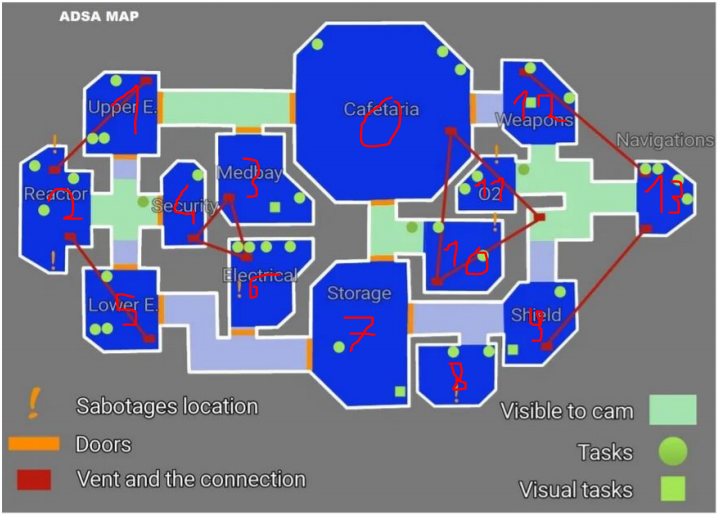 ADSA MAP
Upper E.
1
Cafetaria
0
12
Weapons
Navigations
13
Medbay
3
Reactor
2
Security
4
O2
11
Electrical
6
10
Storage
7
Lower E.
5
Shield
9
8
! Sabotages location
Doors
Vent and the connection
Visible to cam
Tasks
Visual tasks